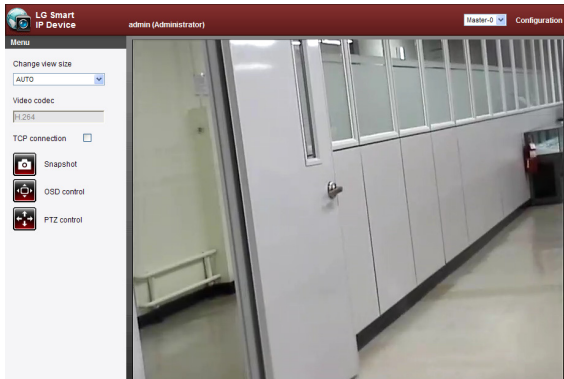 LG Smart
IP Device
admin (Administrator)
Master-0
Configuration
Menu
Change view size
AUTO
Video codec
H.264
TCP connection
Snapshot
OSD control
PTZ control